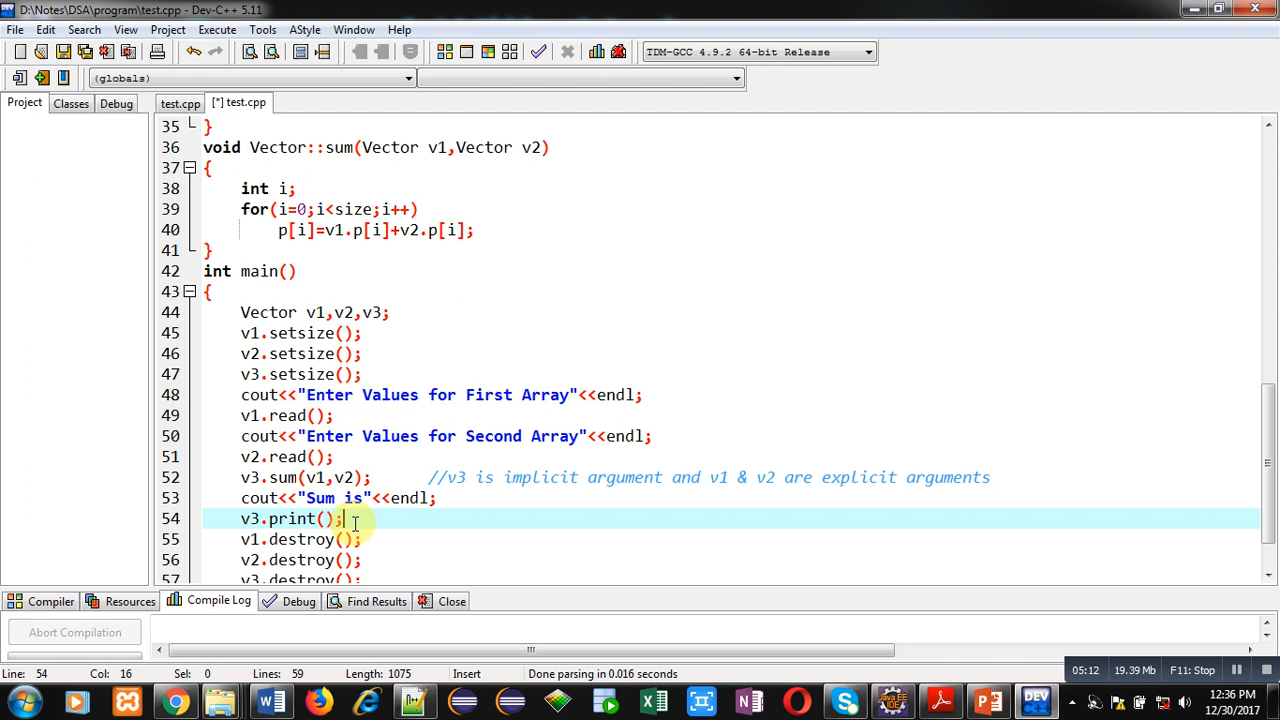 D:\Notes\DSA\program\test.cpp - Dev-C++ 5.11
File Edit Search View Project Execute Tools AStyle Window Help
TDM-GCC 4.9.2 64-bit Release
(globals)
Project Classes Debug test.cpp [*] test.cpp
35 }
36 void Vector::sum(Vector v1,Vector v2)
37 {
38 int i;
39 for(i=0;i<size;i++)
40 p[i]=v1.p[i]+v2.p[i];
41 }
42 int main()
43 {
44 Vector v1,v2,v3;
45 v1.setsize();
46 v2.setsize();
47 v3.setsize();
48 cout<<"Enter Values for First Array"<<endl;
49 v1.read();
50 cout<<"Enter Values for Second Array"<<endl;
51 v2.read();
52 v3.sum(v1,v2); //v3 is implicit argument and v1 & v2 are explicit arguments
53 cout<<"Sum is"<<endl;
54 v3.print();
55 v1.destroy();
56 v2.destroy();
57 v3.destroy();
Compiler Resources Compile Log Debug Find Results Close
Abort Compilation
Line: 54 Col: 16 Sel: 0 Lines: 59 Length: 1075 Insert Done parsing in 0.016 seconds
05:12 19.39 Mb F11: Stop
12:36 PM
12/30/2017